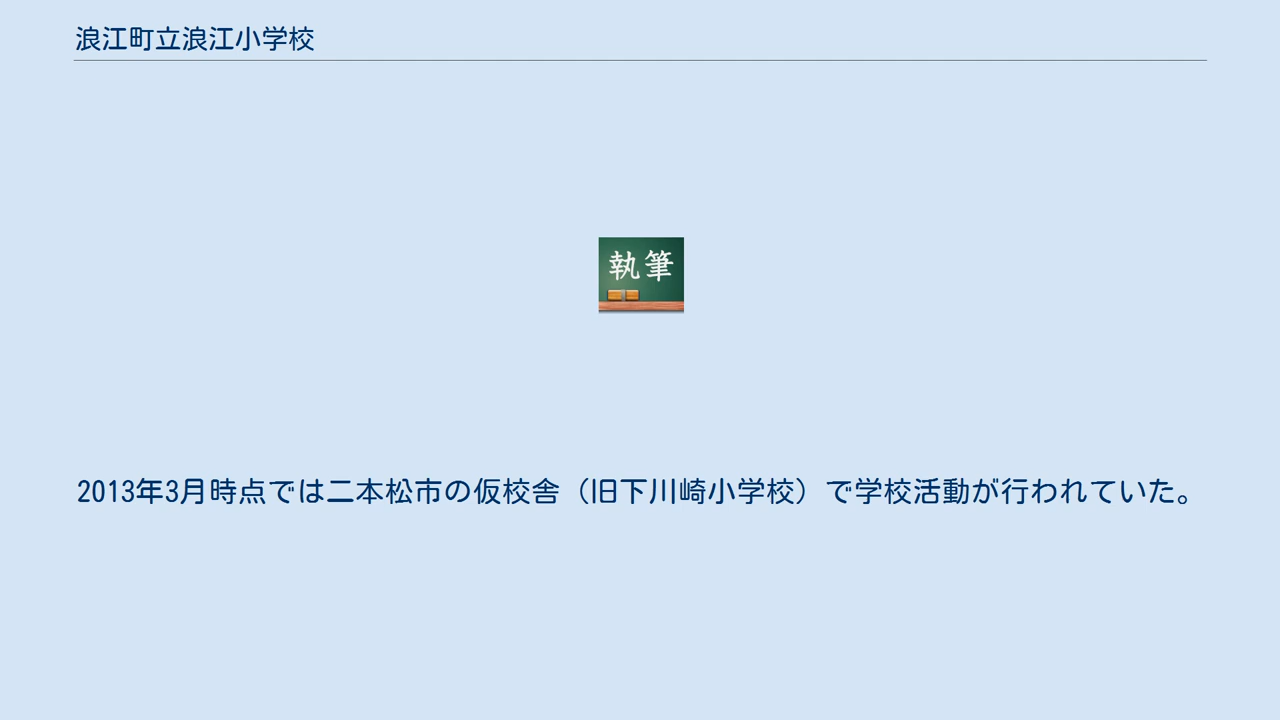 浪江町立浪江小学校
執筆
2013年3月時点では二本松市の仮校舎（旧下川崎小学校）で学校活動が行われていた。